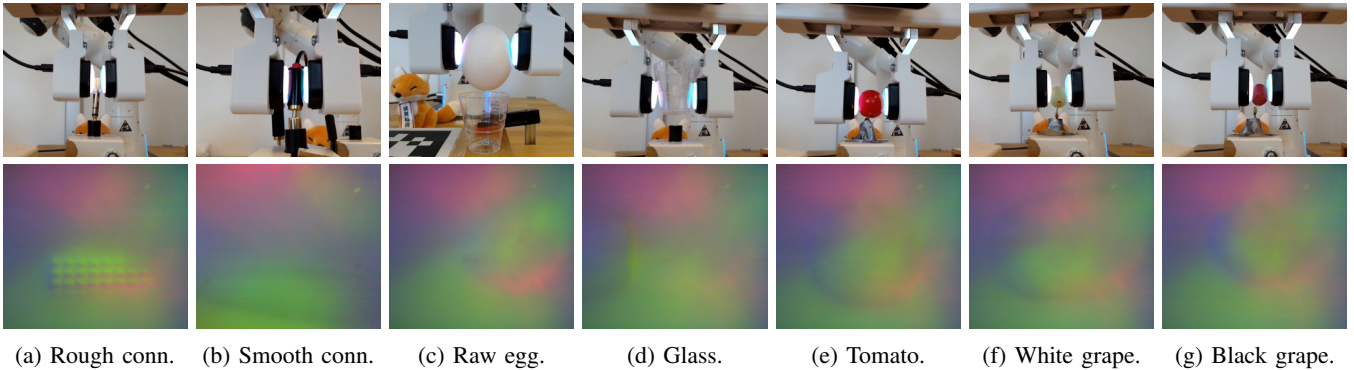 (a) Rough conn.
(b) Smooth conn.
(c) Raw egg.
(d) Glass.
(e) Tomato.
(f) White grape.
(g) Black grape.